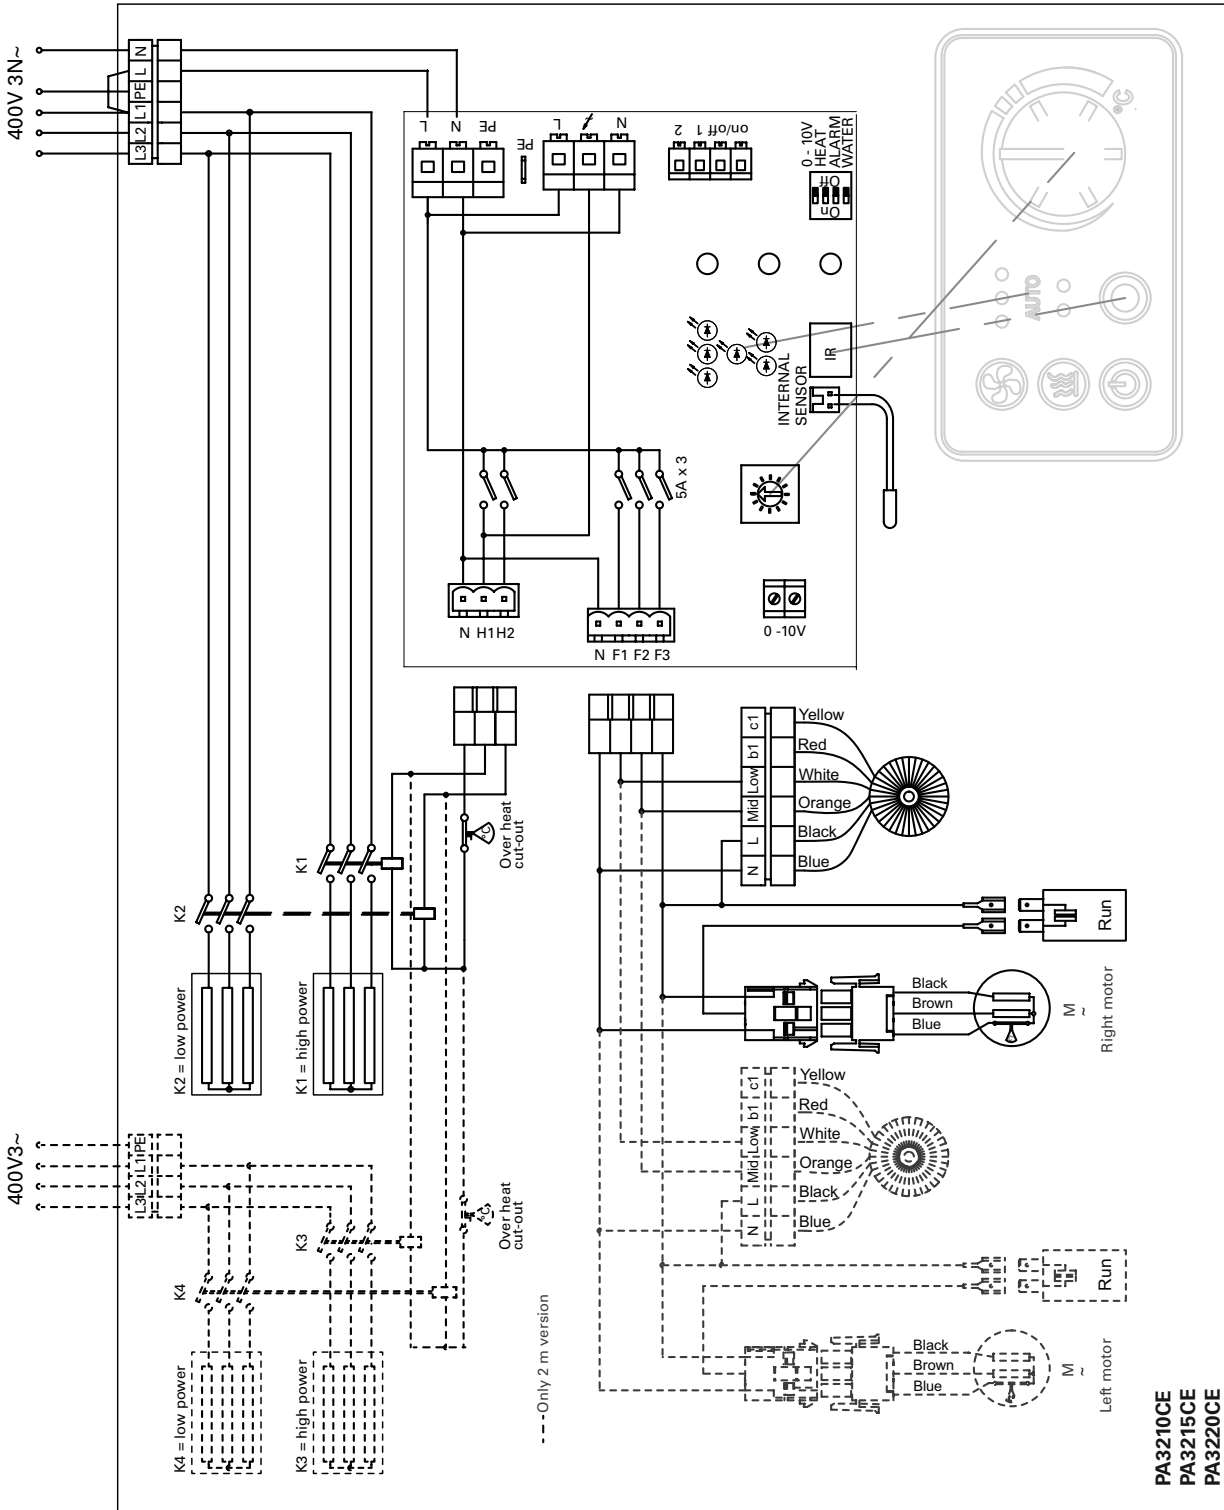 400V 3N~
N
L
PE
L1
L2
L3
L
N
PE
PE
L
N
2
1
on/off
0 - 10V
HEAT
ALARM
WATER
Off
On
°C
AUTO
IR
INTERNAL
SENSOR
5A x 3
N H1 H2
N F1 F2 F3
0 -10V
K1
K2
°C
Over heat
cut-out
K2 = low power
K1 = high power
c1
b1
Low
Mid
L
N
Yellow
Red
White
Orange
Black
Blue
Run
Black
Brown
Blue
M
~
Right motor
400V3~
PE
L1
L2
L3
K3
K4
°C
Over heat
cut-out
K4 = low power
K3 = high power
Only 2 m version
c1
b1
Low
Mid
L
N
Yellow
Red
White
Orange
Black
Blue
Run
Black
Brown
Blue
M
~
Left motor
PA3210CE
PA3215CE
PA3220CE